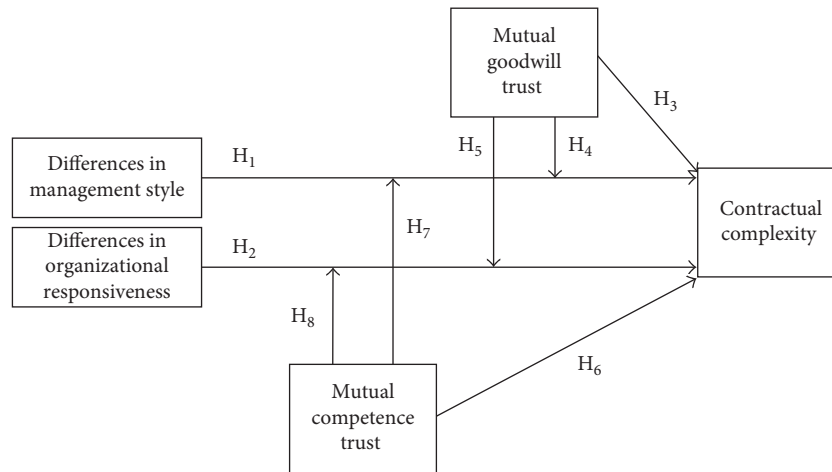 Mutual
goodwill
trust
H₃
H₁
H₅
H₄
Differences in
management style
Contractual
complexity
H₇
Differences in
organizational
responsiveness
H₂
H₈
H₆
Mutual
competence
trust